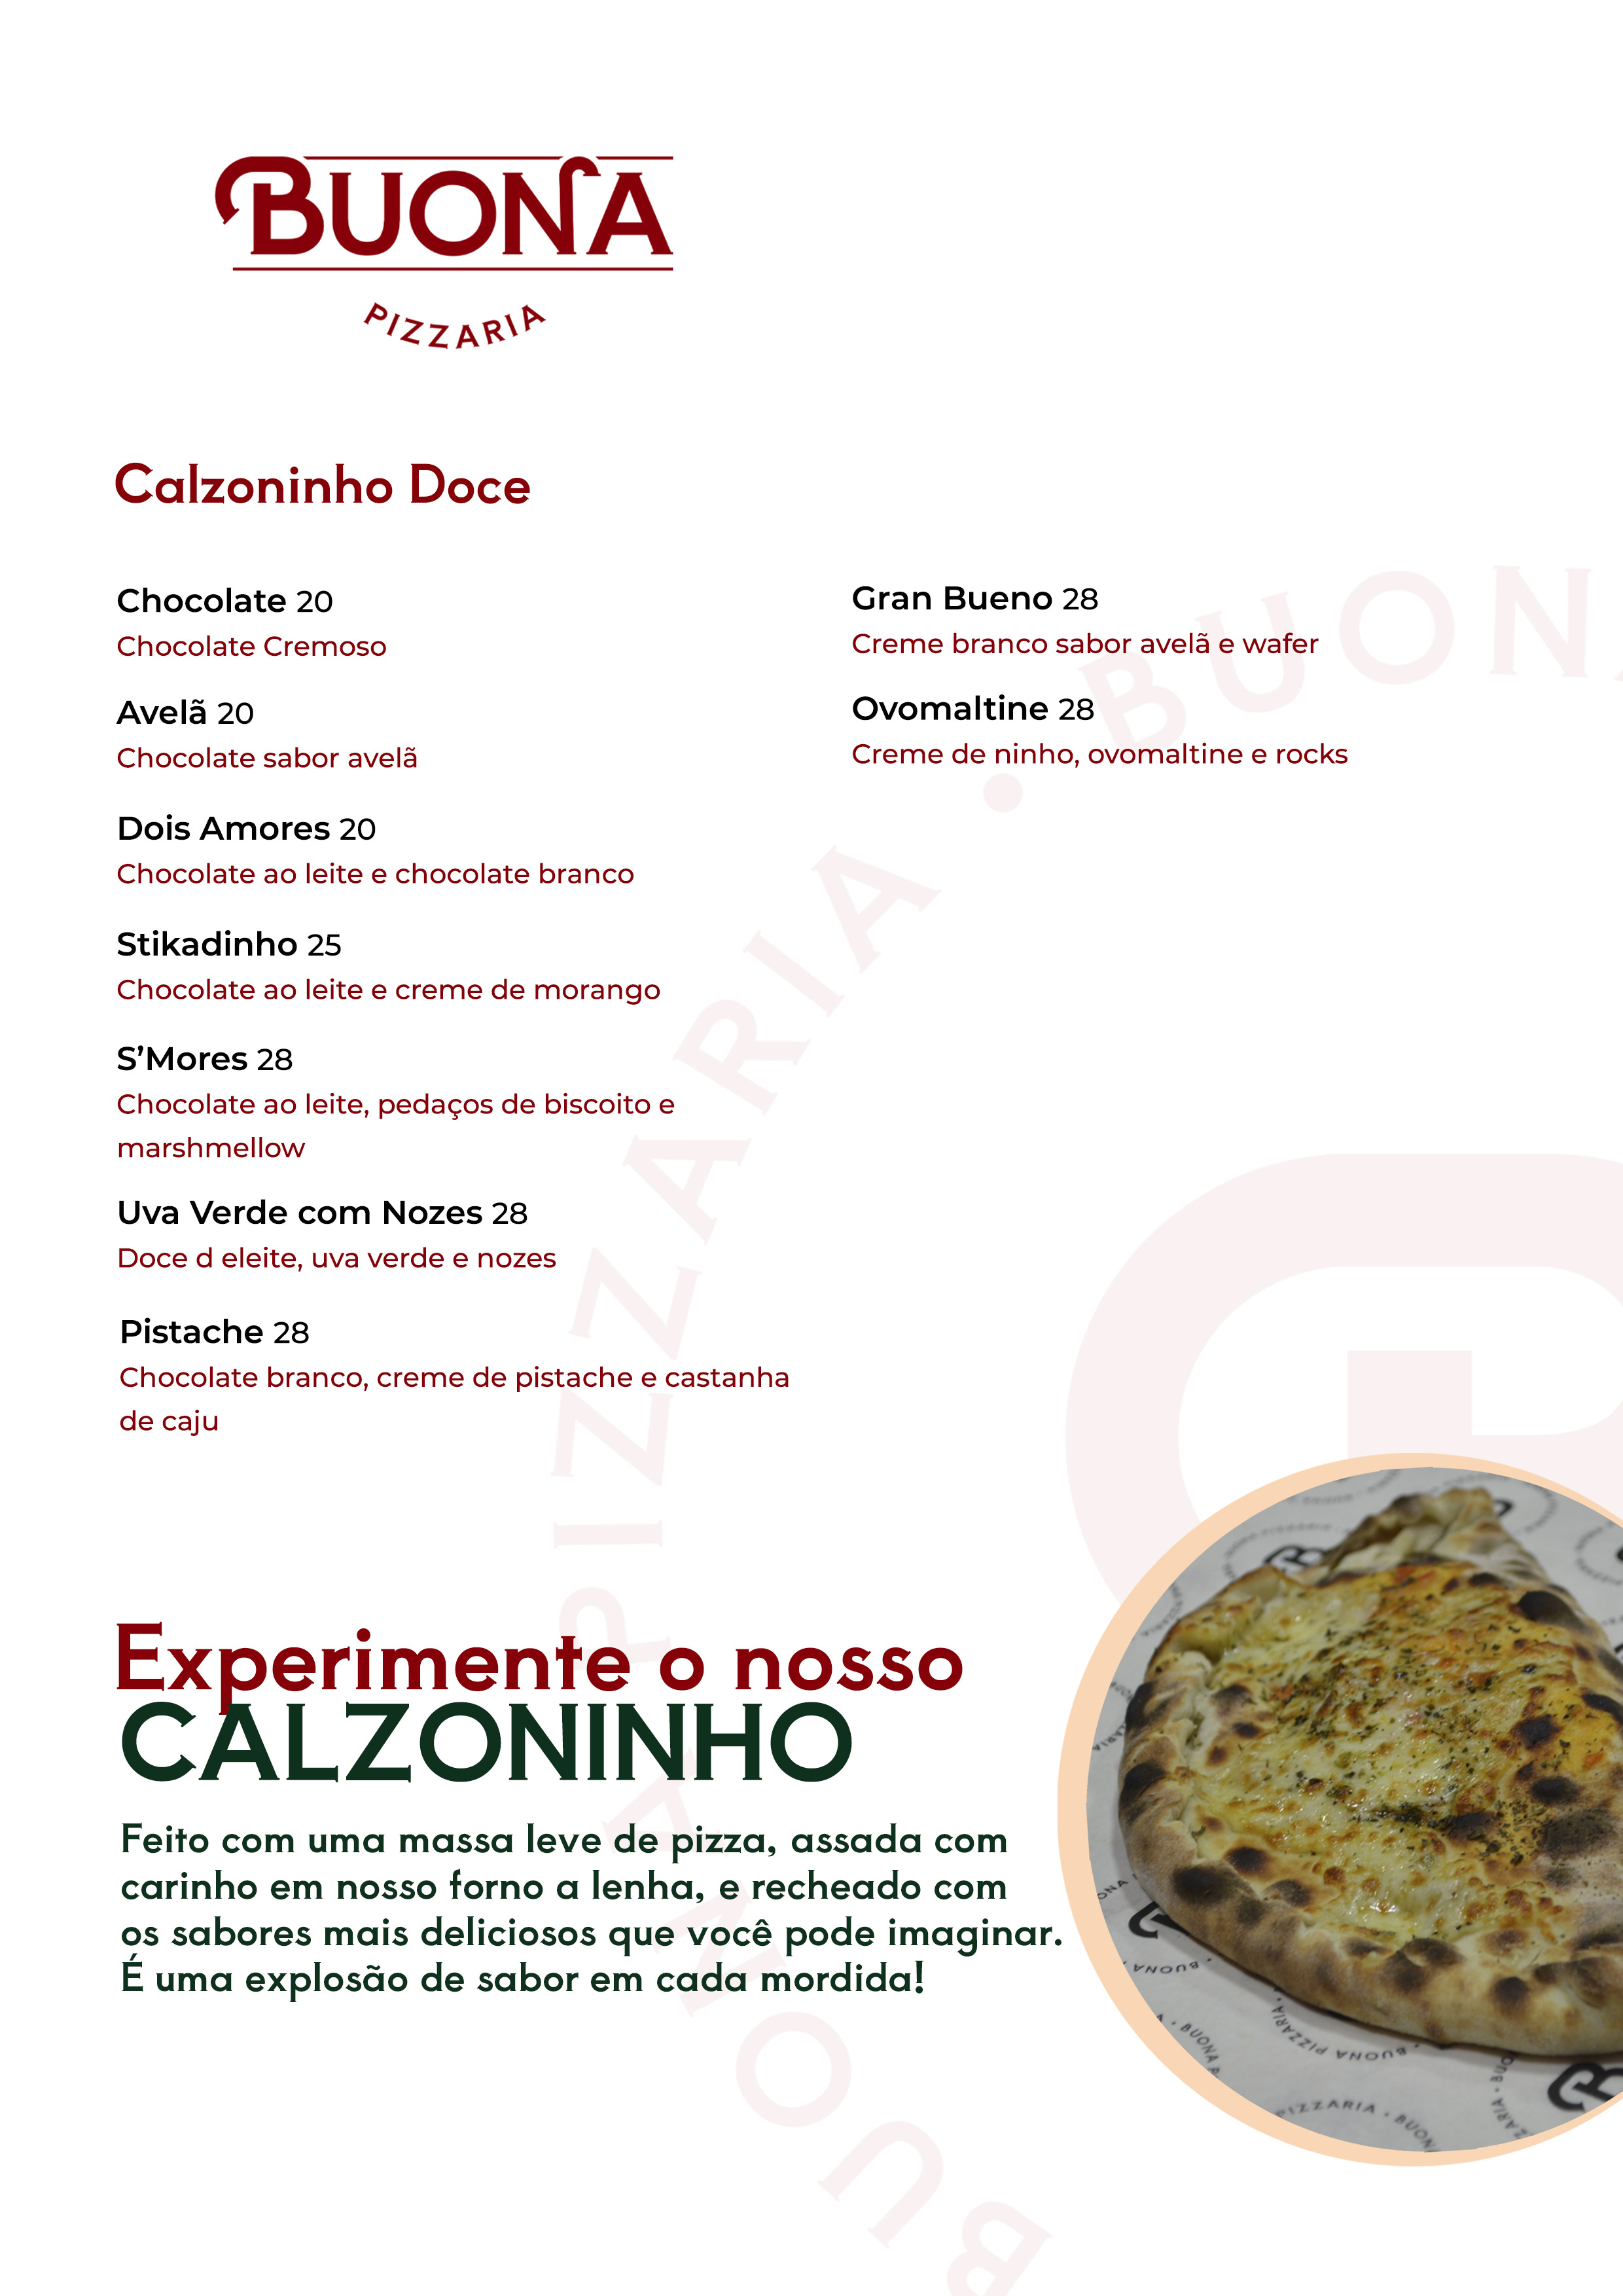 BUONA
PIZZARIA
Calzoninho Doce
Chocolate 20
Chocolate Cremoso
Avelã 20
Chocolate sabor avelã
Dois Amores 20
Chocolate ao leite e chocolate branco
Stikadinho 25
Chocolate ao leite e creme de morango
S’Mores 28
Chocolate ao leite, pedaços de biscoito e
marshmellow
Uva Verde com Nozes 28
Doce d eleite, uva verde e nozes
Pistache 28
Chocolate branco, creme de pistache e castanha
de caju
Gran Bueno 28
Creme branco sabor avelã e wafer
Ovomaltine 28
Creme de ninho, ovomaltine e rocks
BUONA PIZZARIA • BUONA
Experimente o nosso
CALZONINHO
Feito com uma massa leve de pizza, assada com
carinho em nosso forno a lenha, e recheado com
os sabores mais deliciosos que você pode imaginar.
É uma explosão de sabor em cada mordida!